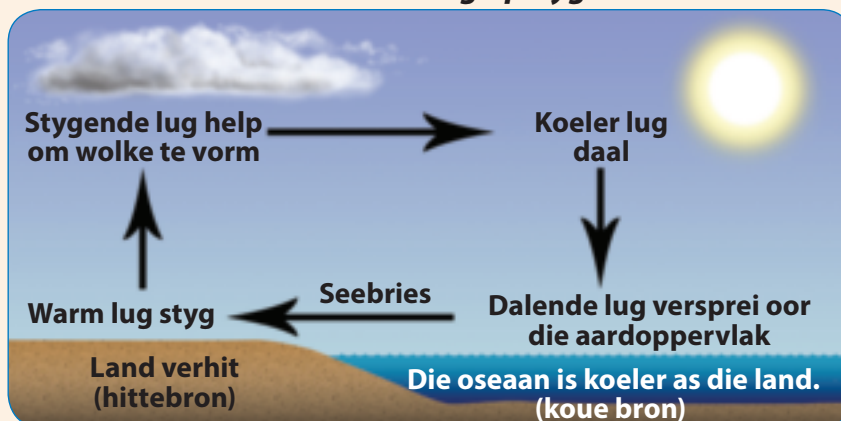 Stygende lug help
om wolke te vorm
Koeler lug
daal
Seebries
Warm lug styg
Dalende lug versprei oor
die aardoppervlak
Land verhit
(hittebron)
Die oseaan is koeler as die land.
(koue bron)